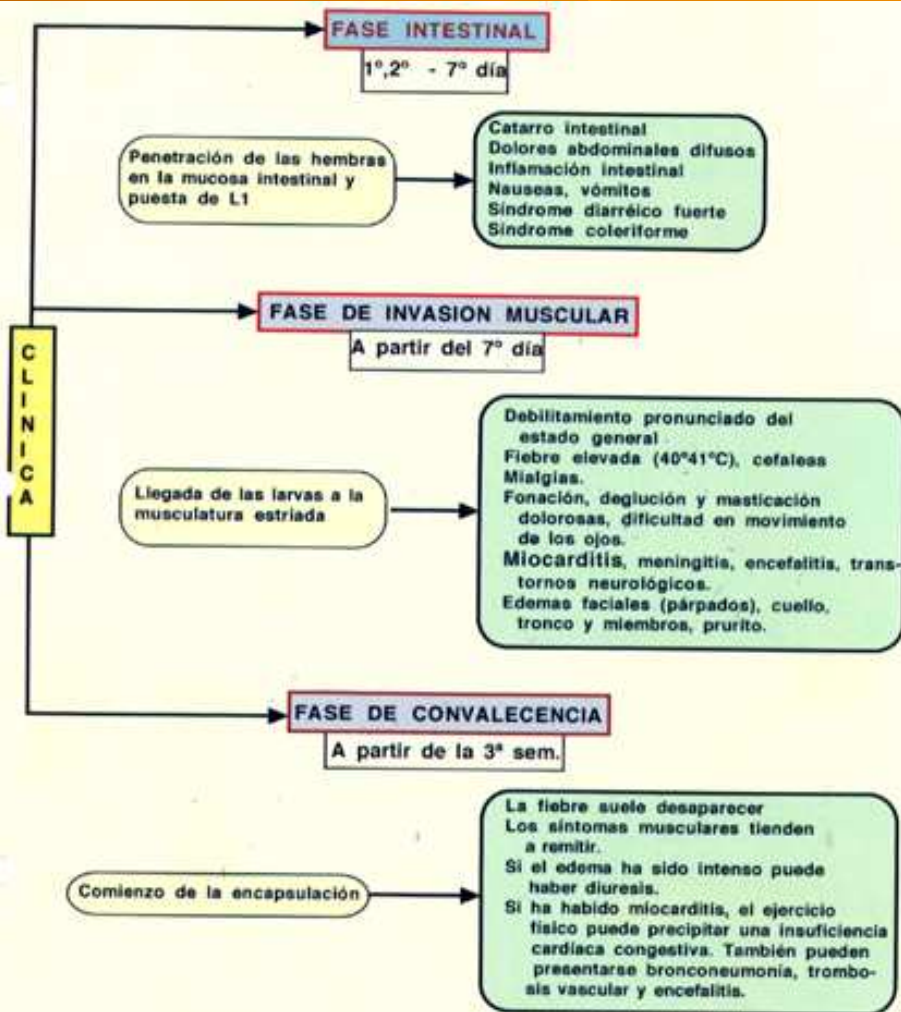 FASE INTESTINAL
1º,2º - 7º día
Penetración de las hembras
en la mucosa intestinal y
puesta de L1
Catarro intestinal
Dolores abdominales difusos
Inflamación intestinal
Nauseas, vómitos
Síndrome diarréico fuerte
Síndrome coleriforme
FASE DE INVASION MUSCULAR
A partir del 7º día
CLINICA
Llegada de las larvas a la
musculatura estriada
Debilitamiento pronunciado del
estado general
Fiebre elevada (40º41ºC), cefaleas
Mialgias.
Fonación, deglución y masticación
dolorosas, dificultad en movimiento
de los ojos.
Miocarditis, meningitis, encefalitis, trans-
tornos neurológicos.
Edemas faciales (párpados), cuello,
tronco y miembros, prurito.
FASE DE CONVALECENCIA
A partir de la 3ª sem.
Comienzo de la encapsulación
La fiebre suele desaparecer
Los síntomas musculares tienden
a remitir.
Si el edema ha sido intenso puede
haber diuresis.
Si ha habido miocarditis, el ejercicio
físico puede precipitar una insuficiencia
cardíaca congestiva. También pueden
presentarse bronconeumonía, trombo-
sis vascular y encefalitis.